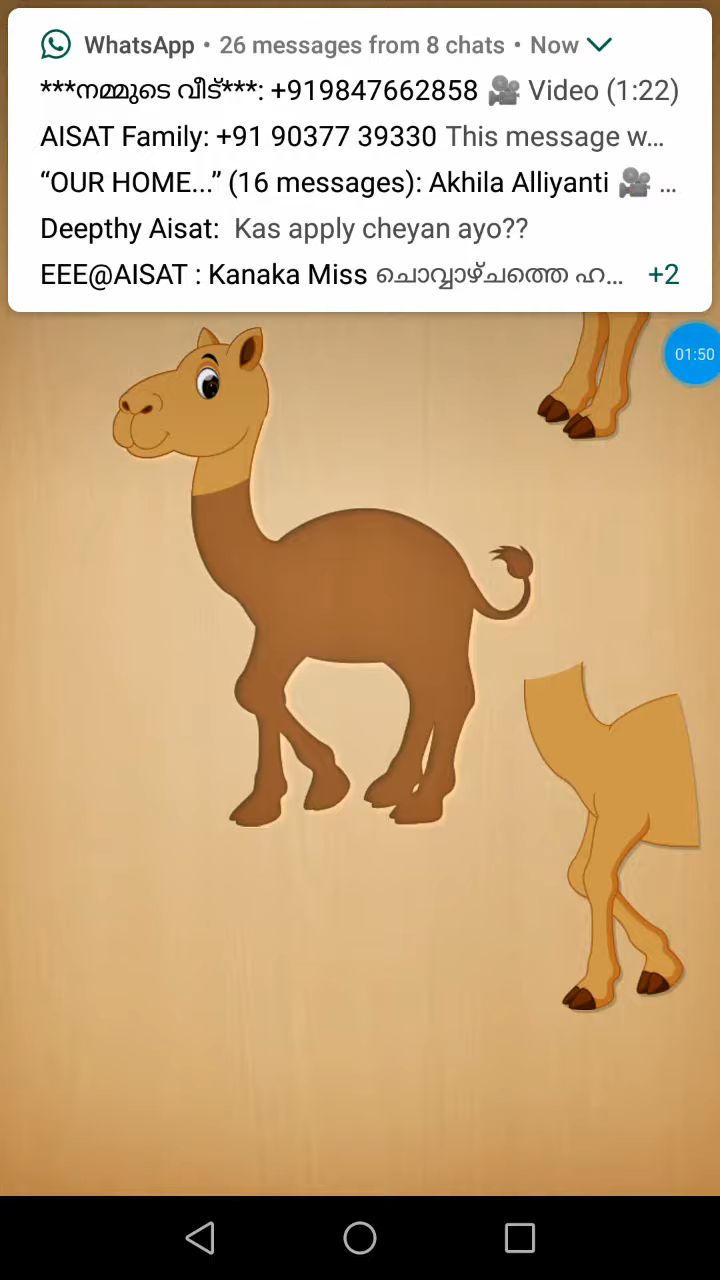 WhatsApp • 26 messages from 8 chats • Now
***നമ്മുടെ വീട്***: +919847662858 🎥 Video (1:22)
AISAT Family: +91 90377 39330 This message w...
“OUR HOME...” (16 messages): Akhila Alliyanti 🎥 ...
Deepthy Aisat: Kas apply cheyan ayo??
EEE@AISAT : Kanaka Miss ചൊവ്വാഴ്ചത്തെ ഹ... +2
01:50